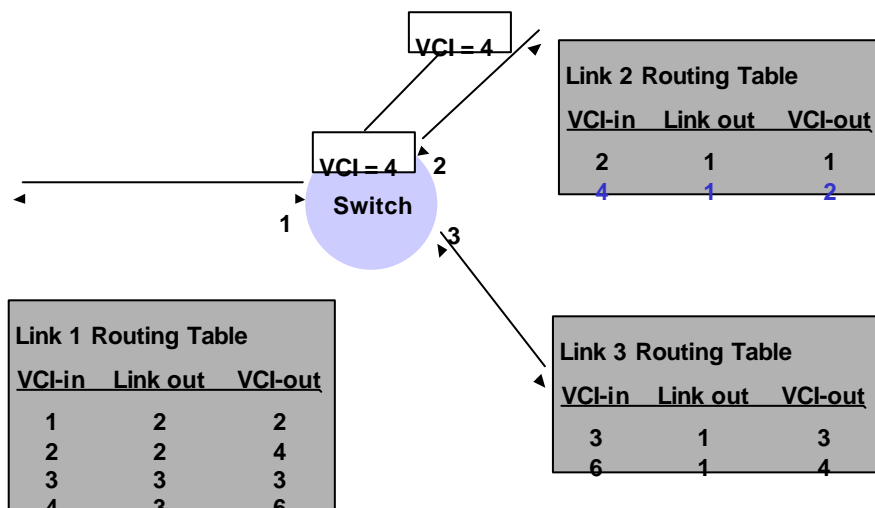 VCI = 4
VCI = 4
2
Switch
1
3
Link 2 Routing Table
VCI-in Link out VCI-out
2 1 1
4 1 2
Link 1 Routing Table
VCI-in Link out VCI-out
1 2 2
2 2 4
3 3 3
4 3 6
Link 3 Routing Table
VCI-in Link out VCI-out
3 1 3
6 1 4